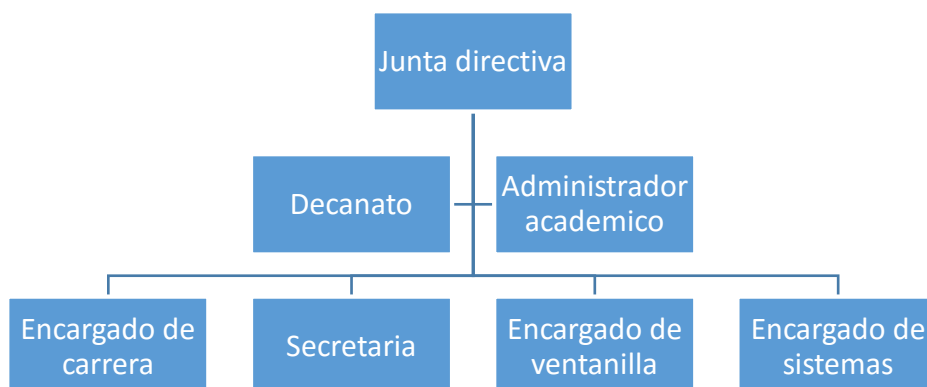 Junta directiva
Decanato
Administrador
academico
Encargado de
carrera
Secretaria
Encargado de
ventanilla
Encargado de
sistemas